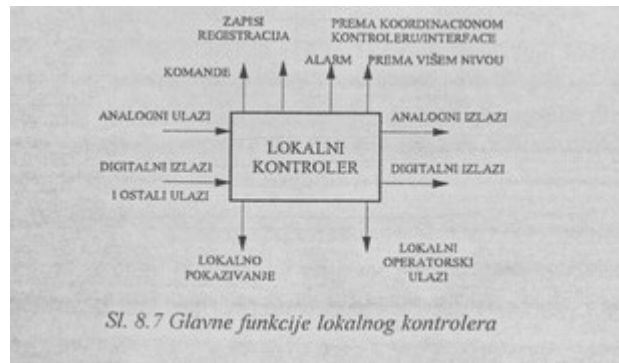 ZAPISI
REGISTRACIJA
PREMA KOORDINACIONOM
KONTROLERU/INTERFACE
KOMANDE
ALARM
PREMA VIŠEM NIVOU
ANALOGNI ULAZI
ANALOGNI IZLAZI
LOKALNI
KONTROLER
DIGITALNI IZLAZI
I OSTALI ULAZI
DIGITALNI IZLAZI
LOKALNO
POKAZIVANJE
LOKALNI
OPERATORSKI
ULAZI
Sl. 8.7 Glavne funkcije lokalnog kontrolera